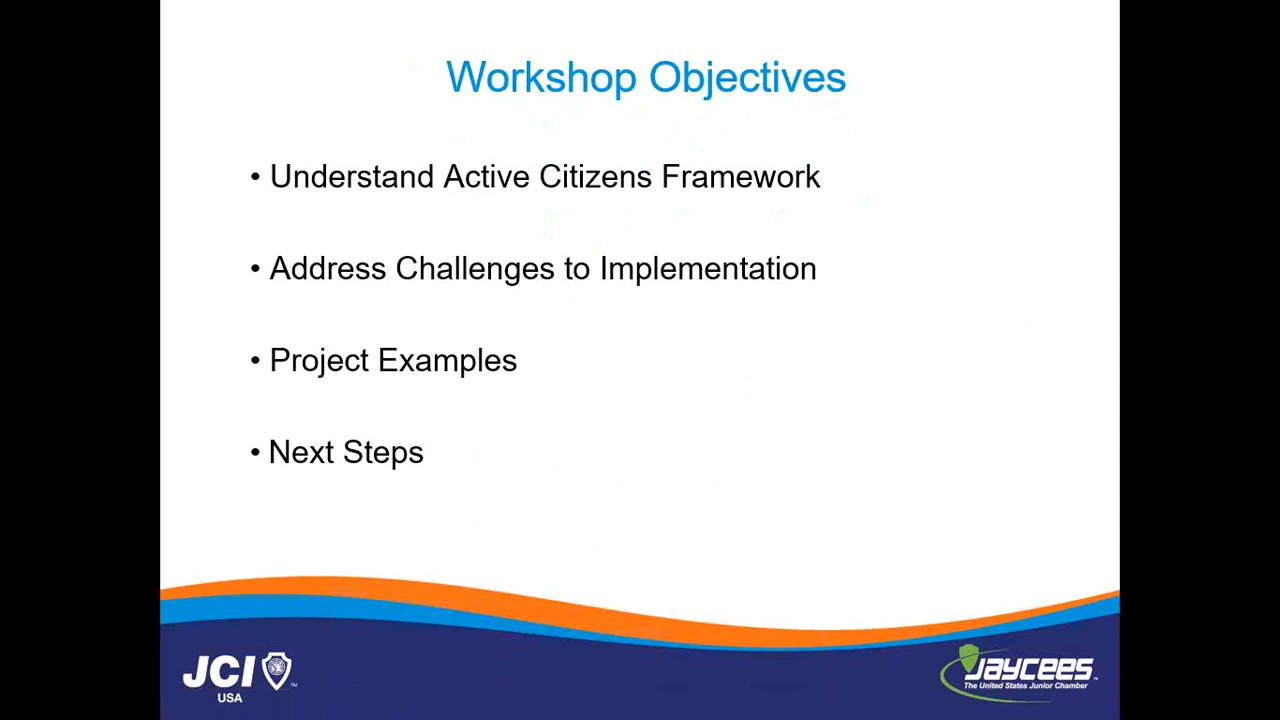 Workshop Objectives
• Understand Active Citizens Framework
• Address Challenges to Implementation
• Project Examples
• Next Steps
JCI
USA
Jaycees
The United States Junior Chamber